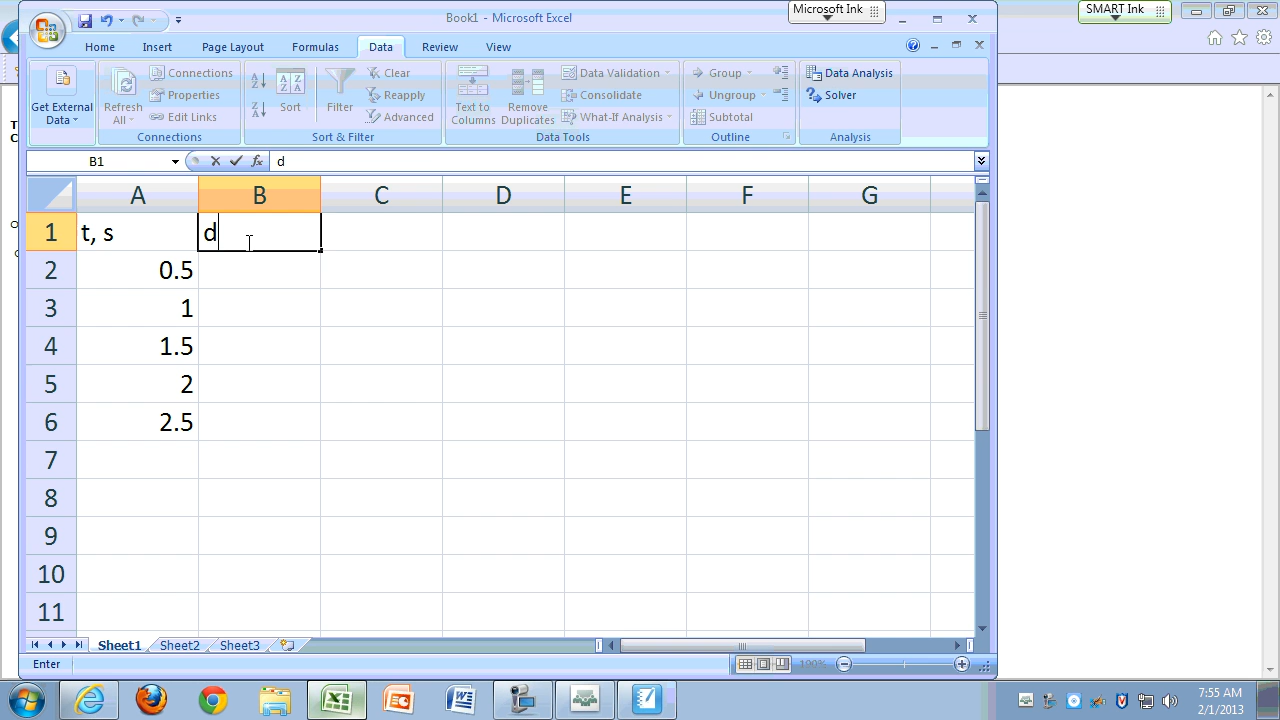 Book1 - Microsoft Excel
Microsoft Ink
SMART Ink
Home Insert Page Layout Formulas Data Review View
Get External Data
Refresh All
Connections
Properties
Edit Links
Connections
Sort
Filter
Clear
Reapply
Advanced
Sort & Filter
Text to Columns
Remove Duplicates
Data Validation
Consolidate
What-If Analysis
Data Tools
Group
Ungroup
Subtotal
Outline
Data Analysis
Solver
Analysis
B1 fx d
A B C D E F G
1 t, s d
2 0.5
3 1
4 1.5
5 2
6 2.5
7
8
9
10
11
Sheet1 Sheet2 Sheet3
Enter 100%
7:55 AM
2/1/2013